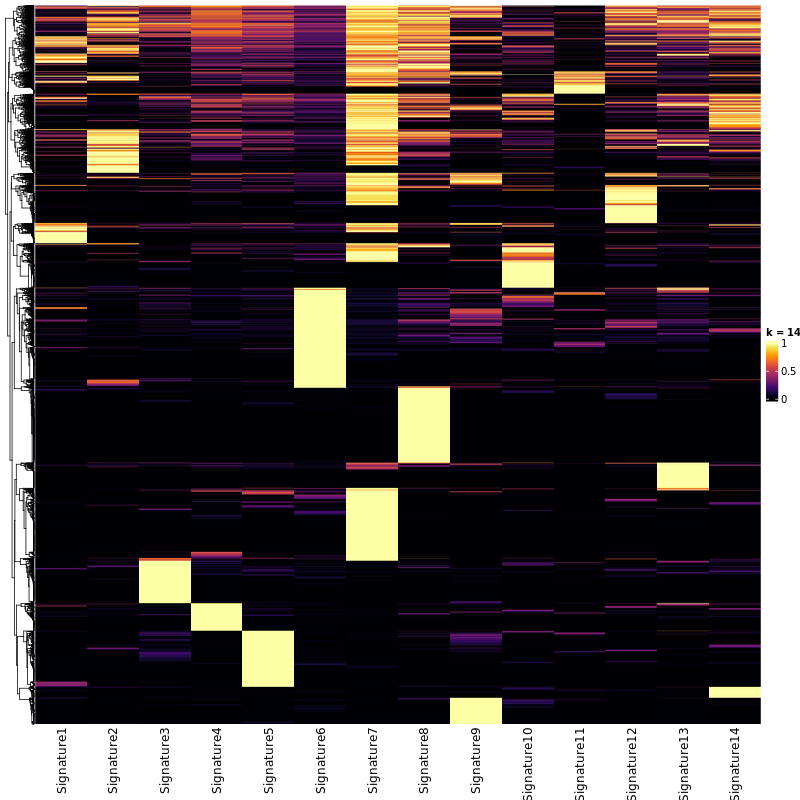 k = 14
1
0.5
0
Signature1
Signature2
Signature3
Signature4
Signature5
Signature6
Signature7
Signature8
Signature9
Signature10
Signature11
Signature12
Signature13
Signature14